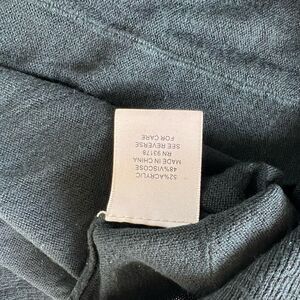 52%ACRYLIC
48%VISCOSE
MADE IN CHINA
RN 93178
SEE REVERSE
FOR CARE